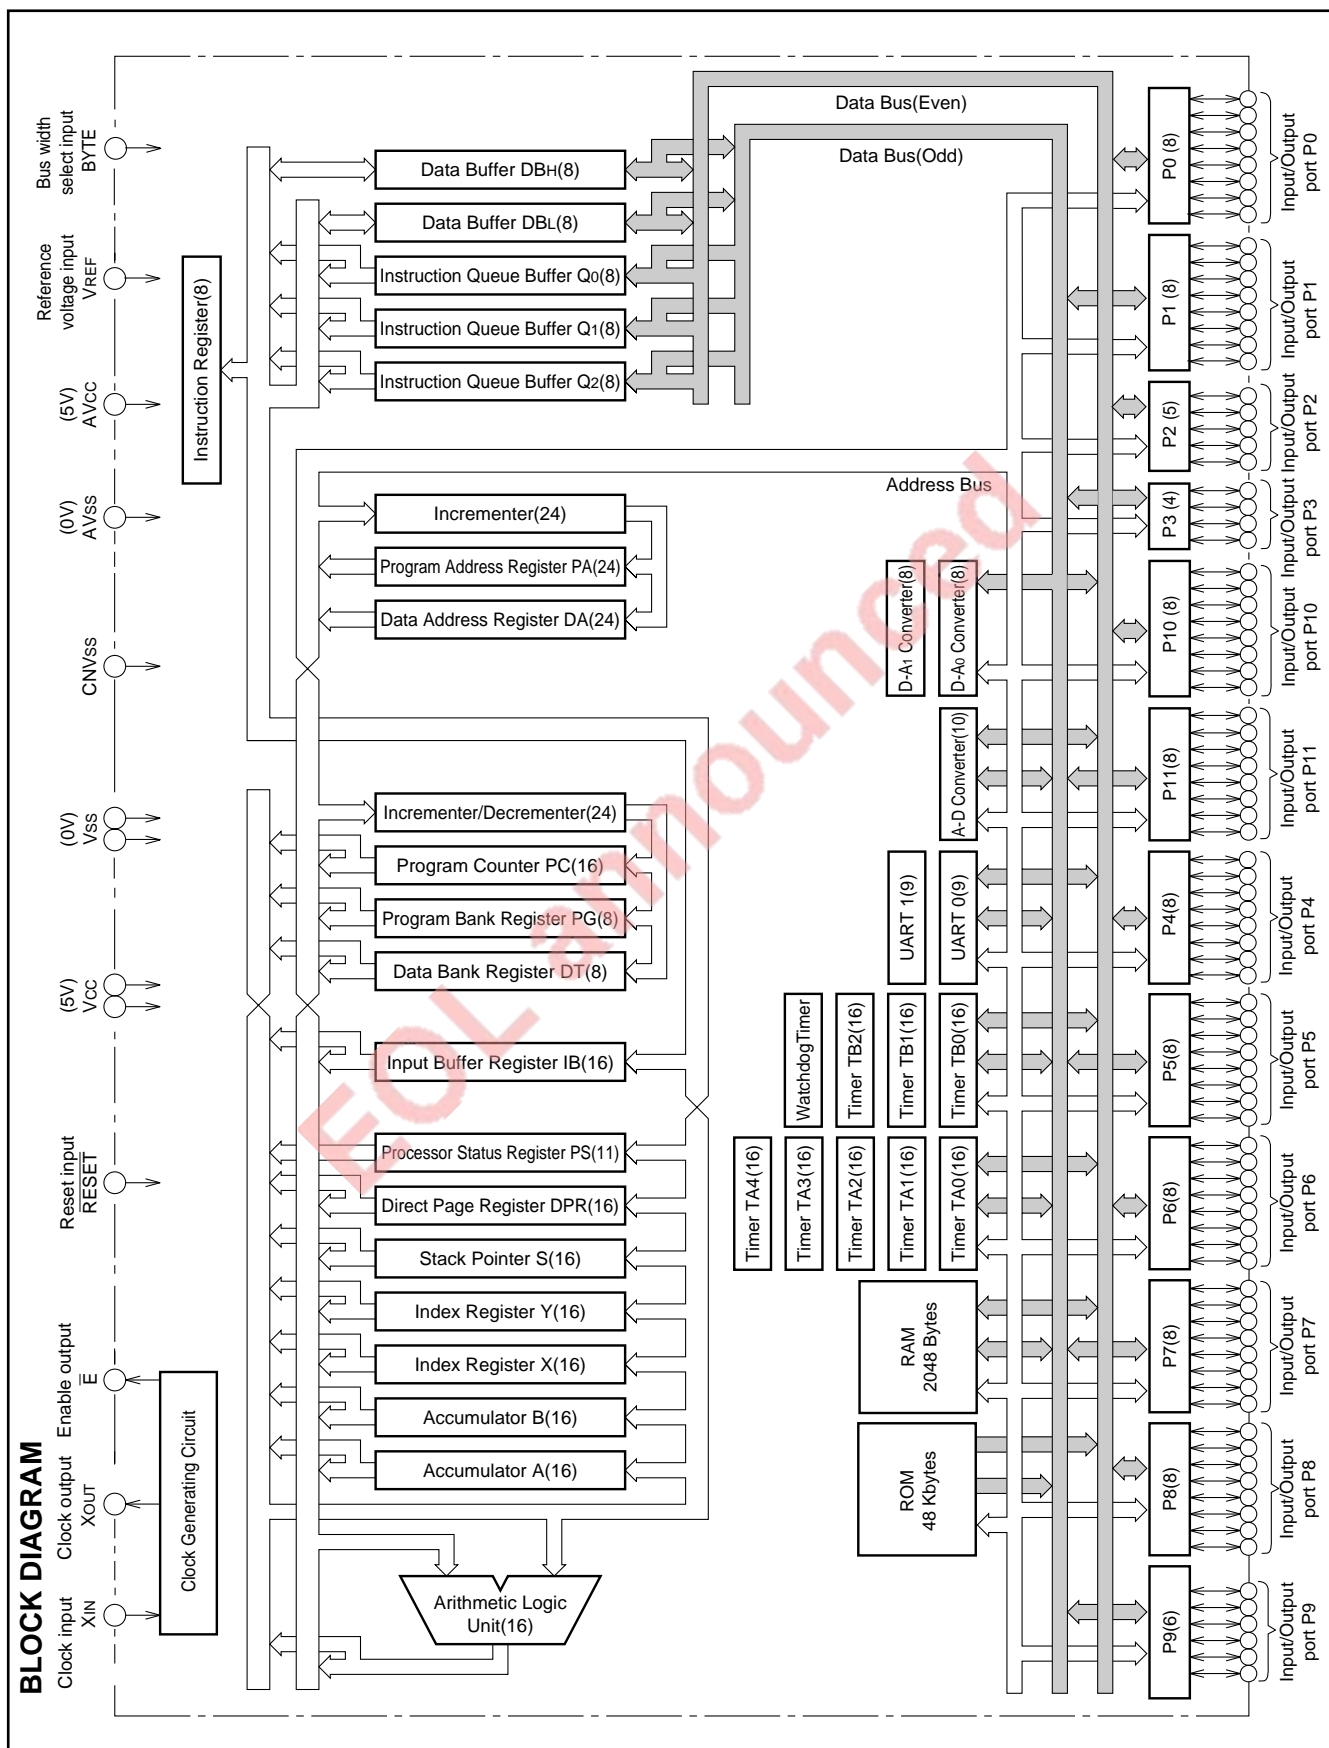 BLOCK DIAGRAM
Clock input
XIN
Clock output
XOUT
Enable output
E
Reset input
RESET
(5V)
VCC
(0V)
VSS
CNVSS
(0V)
AVSS
(5V)
AVCC
Reference
voltage input
VREF
Bus width
select input
BYTE
Clock Generating Circuit
Instruction Register(8)
Data Buffer DBH(8)
Data Buffer DBL(8)
Instruction Queue Buffer Q0(8)
Instruction Queue Buffer Q1(8)
Instruction Queue Buffer Q2(8)
Incrementer(24)
Program Address Register PA(24)
Data Address Register DA(24)
Incrementer/Decrementer(24)
Program Counter PC(16)
Program Bank Register PG(8)
Data Bank Register DT(8)
Input Buffer Register IB(16)
Processor Status Register PS(11)
Direct Page Register DPR(16)
Stack Pointer S(16)
Index Register Y(16)
Index Register X(16)
Accumulator B(16)
Accumulator A(16)
Arithmetic Logic
Unit(16)
Data Bus(Even)
Data Bus(Odd)
Address Bus
D-A1 Converter(8)
D-A0 Converter(8)
A-D Converter(10)
UART 1(9)
UART 0(9)
WatchdogTimer
Timer TB2(16)
Timer TB1(16)
Timer TB0(16)
Timer TA4(16)
Timer TA3(16)
Timer TA2(16)
Timer TA1(16)
Timer TA0(16)
RAM
2048 Bytes
ROM
48 Kbytes
P0 (8)
P1 (8)
P2 (5)
P3 (4)
P10 (8)
P11(8)
P4(8)
P5(8)
P6(8)
P7(8)
P8(8)
P9(6)
Input/Output
port P0
Input/Output
port P1
Input/Output
port P2
Input/Output
port P3
Input/Output
port P10
Input/Output
port P11
Input/Output
port P4
Input/Output
port P5
Input/Output
port P6
Input/Output
port P7
Input/Output
port P8
Input/Output
port P9
EOL announced